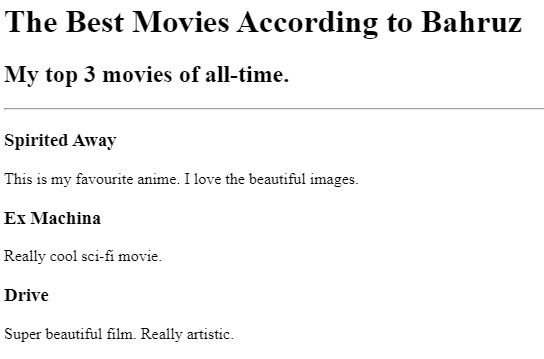 The Best Movies According to Bahruz
My top 3 movies of all-time.
Spirited Away
This is my favourite anime. I love the beautiful images.
Ex Machina
Really cool sci-fi movie.
Drive
Super beautiful film. Really artistic.